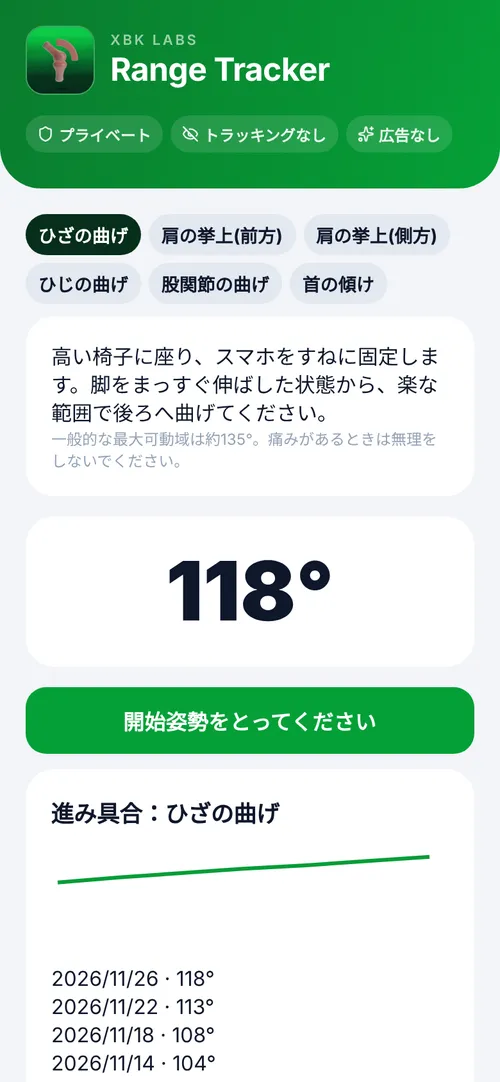 XBK LABS
Range Tracker
プライベート
トラッキングなし
広告なし
ひざの曲げ
肩の挙上(前方)
肩の挙上(側方)
ひじの曲げ
股関節の曲げ
首の傾け
高い椅子に座り、スマホをすねに固定しま
す。脚をまっすぐ伸ばした状態から、楽な
範囲で後ろへ曲げてください。
一般的な最大可動域は約135°。痛みがあるときは無理を
しないでください。
118°
開始姿勢をとってください
進み具合：ひざの曲げ
2026/11/26 · 118°
2026/11/22 · 113°
2026/11/18 · 108°
2026/11/14 · 104°